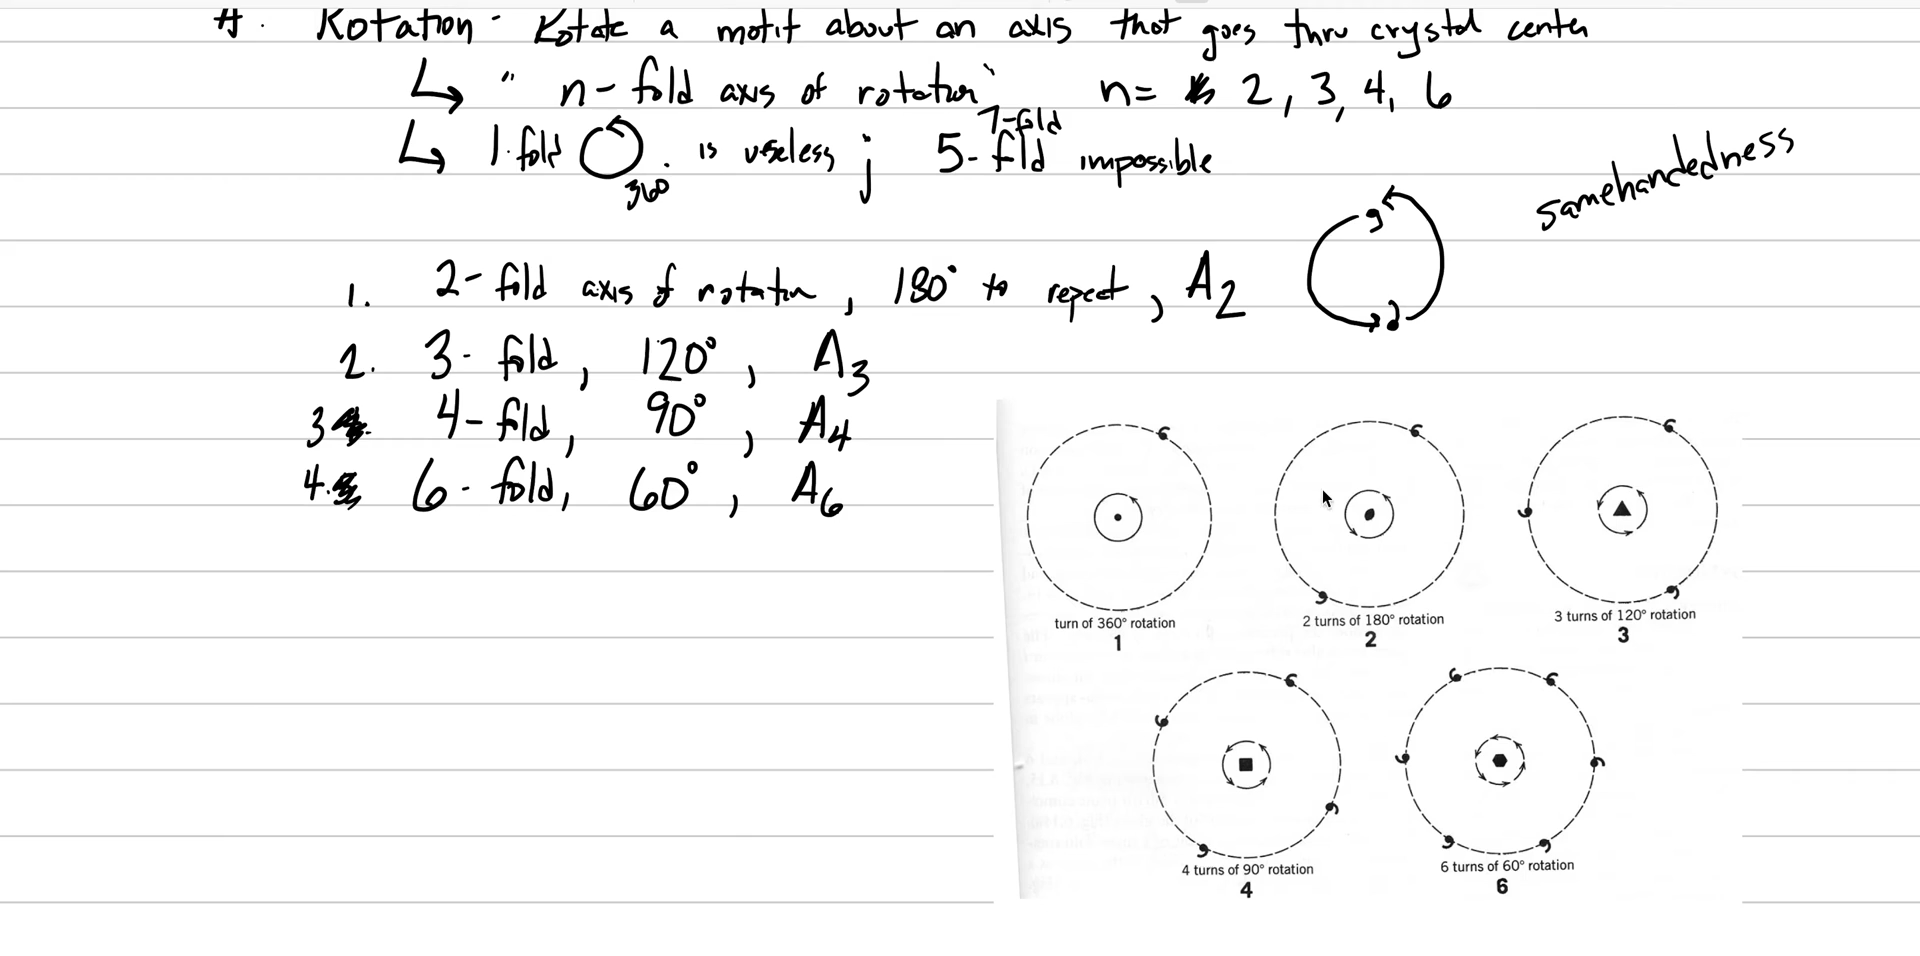 A. Rotation - Rotate a motif about an axis that goes thru crystal center
↳ " n-fold axis of rotation" n= 2, 3, 4, 6
7-fold
↳ 1-fold . is useless ; 5-fld impossible
360
samehandedness
1. 2-fold axis of rotation, 180° to repeat, A2
2. 3-fold, 120°, A3
3 4-fld, 90°, A4
4. 6-fold, 60°, A6
turn of 360° rotation
1
2 turns of 180° rotation
2
3 turns of 120° rotation
3
4 turns of 90° rotation
4
6 turns of 60° rotation
6